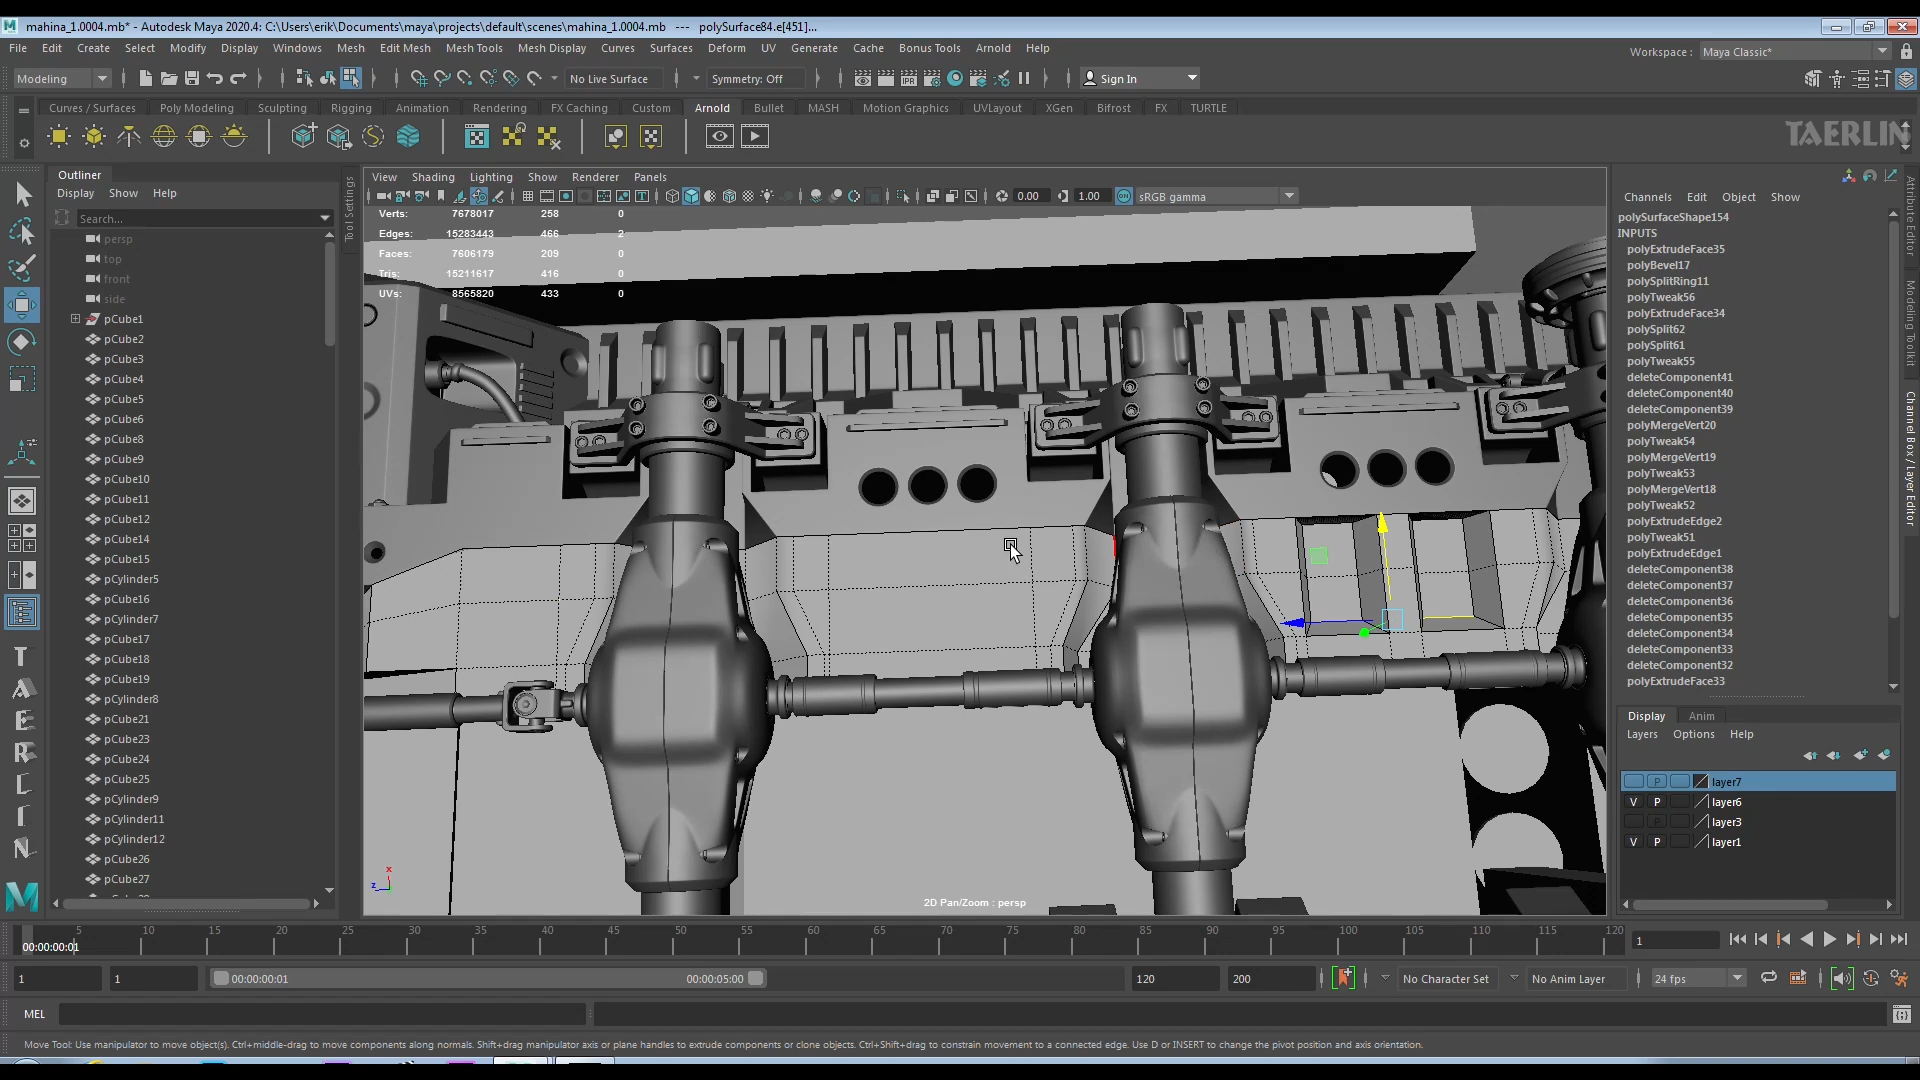 mahina_1.0004.mb* - Autodesk Maya 2020.4: C:\Users\erik\Documents\maya\projects\default\scenes\mahina_1.0004.mb   ---   polySurface84.e[451]...
File Edit Create Select Modify Display Windows Mesh Edit Mesh Mesh Tools Mesh Display Curves Surfaces Deform UV Generate Cache Bonus Tools Arnold Help
Workspace : Maya Classic*
Modeling No Live Surface Symmetry: Off Sign In
Curves / Surfaces Poly Modeling Sculpting Rigging Animation Rendering FX Caching Custom Arnold Bullet MASH Motion Graphics UVLayout XGen Bifrost FX TURTLE
IPR
TAERLIN
Outliner
Display Show Help
Search...
persp
top
front
side
pCube1
pCube2
pCube3
pCube4
pCube5
pCube6
pCube8
pCube9
pCube10
pCube11
pCube12
pCube14
pCube15
pCylinder5
pCube16
pCylinder7
pCube17
pCube18
pCube19
pCylinder8
pCube21
pCube23
pCube24
pCube25
pCylinder9
pCylinder11
pCylinder12
pCube26
pCube27
Tool Settings
View Shading Lighting Show Renderer Panels
0.00 1.00 ON sRGB gamma
Verts: 7678017 258 0
Edges: 15283443 466 2
Faces: 7606179 209 0
Tris: 15211617 416 0
UVs: 8565820 433 0
x
z
2D Pan/Zoom : persp
Channels Edit Object Show
polySurfaceShape154
INPUTS
polyExtrudeFace35
polyBevel17
polySplitRing11
polyTweak56
polyExtrudeFace34
polySplit62
polySplit61
polyTweak55
deleteComponent41
deleteComponent40
deleteComponent39
polyMergeVert20
polyTweak54
polyMergeVert19
polyTweak53
polyMergeVert18
polyTweak52
polyExtrudeEdge2
polyTweak51
polyExtrudeEdge1
deleteComponent38
deleteComponent37
deleteComponent36
deleteComponent35
deleteComponent34
deleteComponent33
deleteComponent32
polyExtrudeFace33
Attribute Editor
Modeling Toolkit
Channel Box / Layer Editor
Display Anim
Layers Options Help
P layer7
V P layer6
P layer3
V P layer1
5 10 15 20 25 30 35 40 45 50 55 60 65 70 75 80 85 90 95 100 105 110 115 120
00:00:00:01
1
1 1 00:00:00:01 00:00:05:00 120 200 No Character Set No Anim Layer 24 fps
MEL
Move Tool: Use manipulator to move object(s). Ctrl+middle-drag to move components along normals. Shift+drag manipulator axis or plane handles to extrude components or clone objects. Ctrl+Shift+drag to constrain movement to a connected edge. Use D or INSERT to change the pivot position and axis orientation.